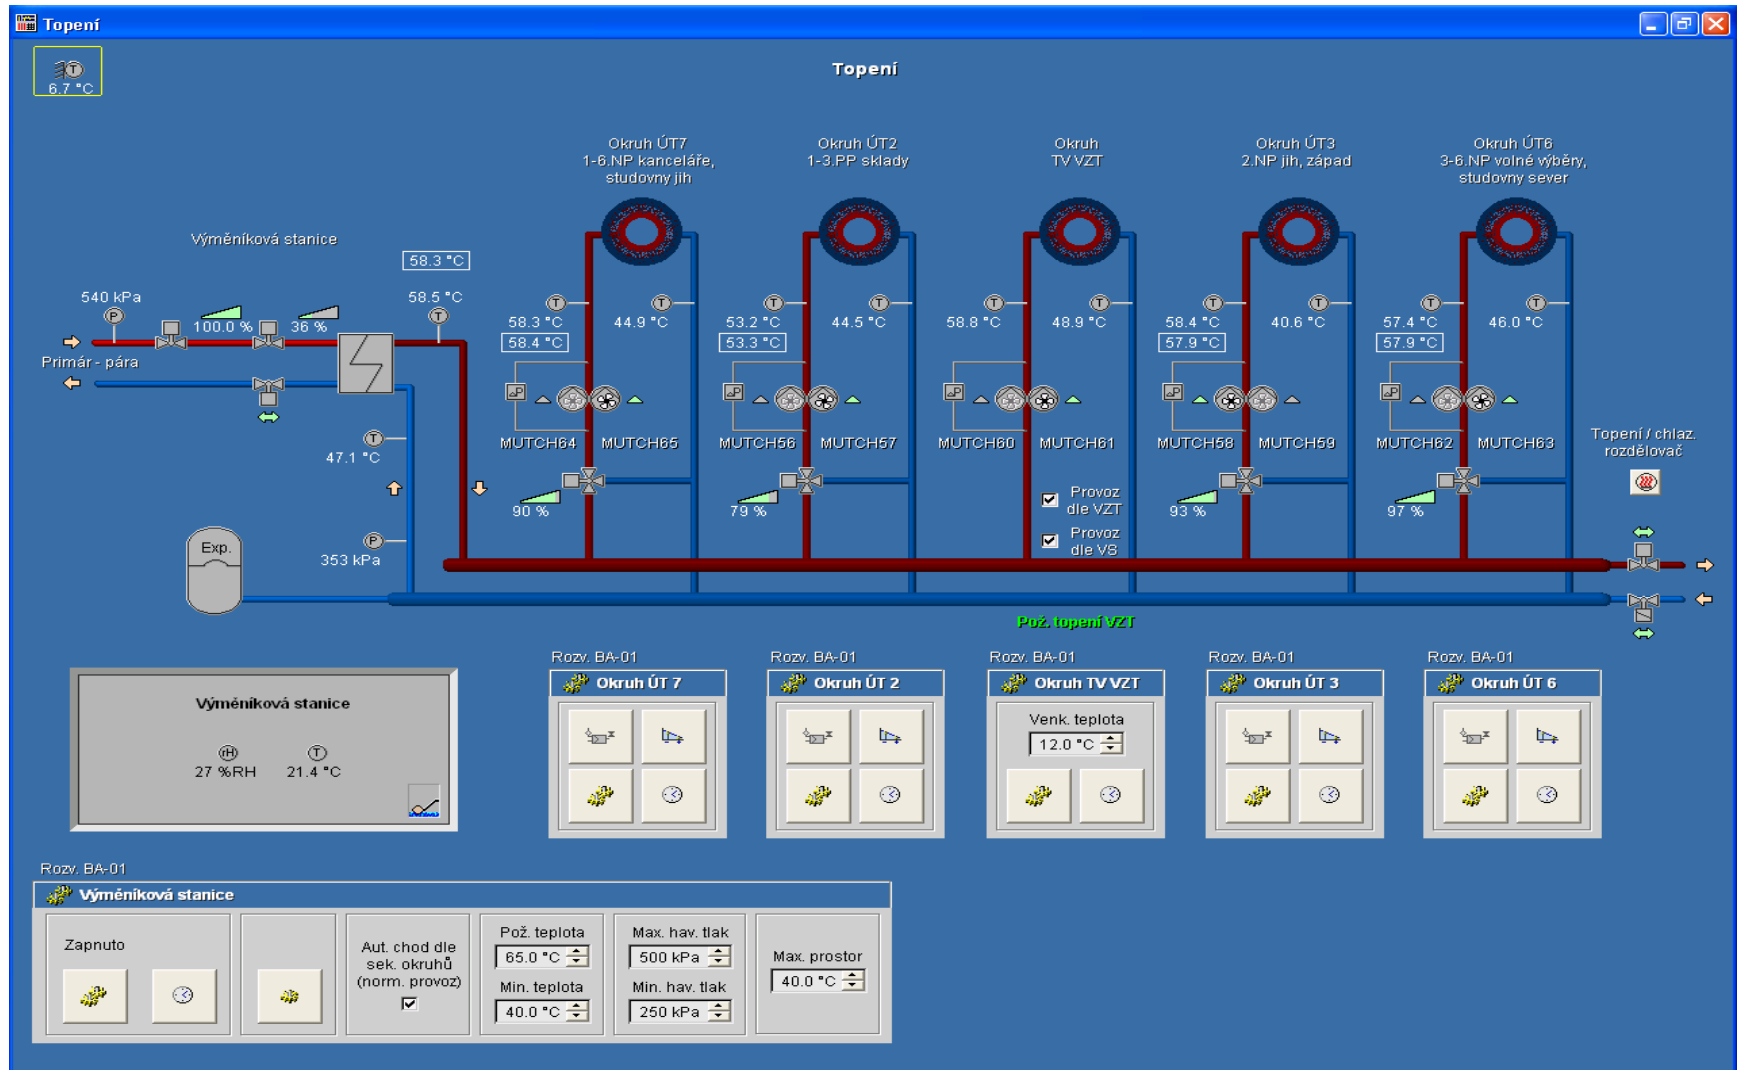 Topení
6.7 °C
Topení
Okruh ÚT7
1-6.NP kanceláře,
studovny jih
Okruh ÚT2
1-3.PP sklady
Okruh
TV VZT
Okruh ÚT3
2.NP jih, západ
Okruh ÚT6
3-6.NP volné výběry,
studovny sever
Výměníková stanice
58.3 °C
540 kPa
58.5 °C
P
T
100.0 %
36 %
Primár - pára
T
T
58.3 °C
44.9 °C
58.4 °C
T
T
53.2 °C
44.5 °C
53.3 °C
T
T
58.8 °C
48.9 °C
T
T
58.4 °C
40.6 °C
57.9 °C
T
T
57.4 °C
46.0 °C
57.9 °C
MUTCH64
MUTCH65
MUTCH56
MUTCH57
MUTCH60
MUTCH61
MUTCH58
MUTCH59
MUTCH62
MUTCH63
T
47.1 °C
Topení / chlaz.
rozdělovač
90 %
79 %
Provoz
dle VZT
93 %
97 %
Provoz
dle VS
Exp.
P
353 kPa
Pož. topení VZT
Výměníková stanice
rH
T
27 %RH
21.4 °C
Rozv. BA-01
Okruh ÚT 7
Rozv. BA-01
Okruh ÚT 2
Rozv. BA-01
Okruh TV VZT
Venk. teplota
12.0 °C
Rozv. BA-01
Okruh ÚT 3
Rozv. BA-01
Okruh ÚT 6
Rozv. BA-01
Výměníková stanice
Zapnuto
Aut. chod dle
sek. okruhů
(norm. provoz)
Pož. teplota
65.0 °C
Min. teplota
40.0 °C
Max. hav. tlak
500 kPa
Min. hav. tlak
250 kPa
Max. prostor
40.0 °C